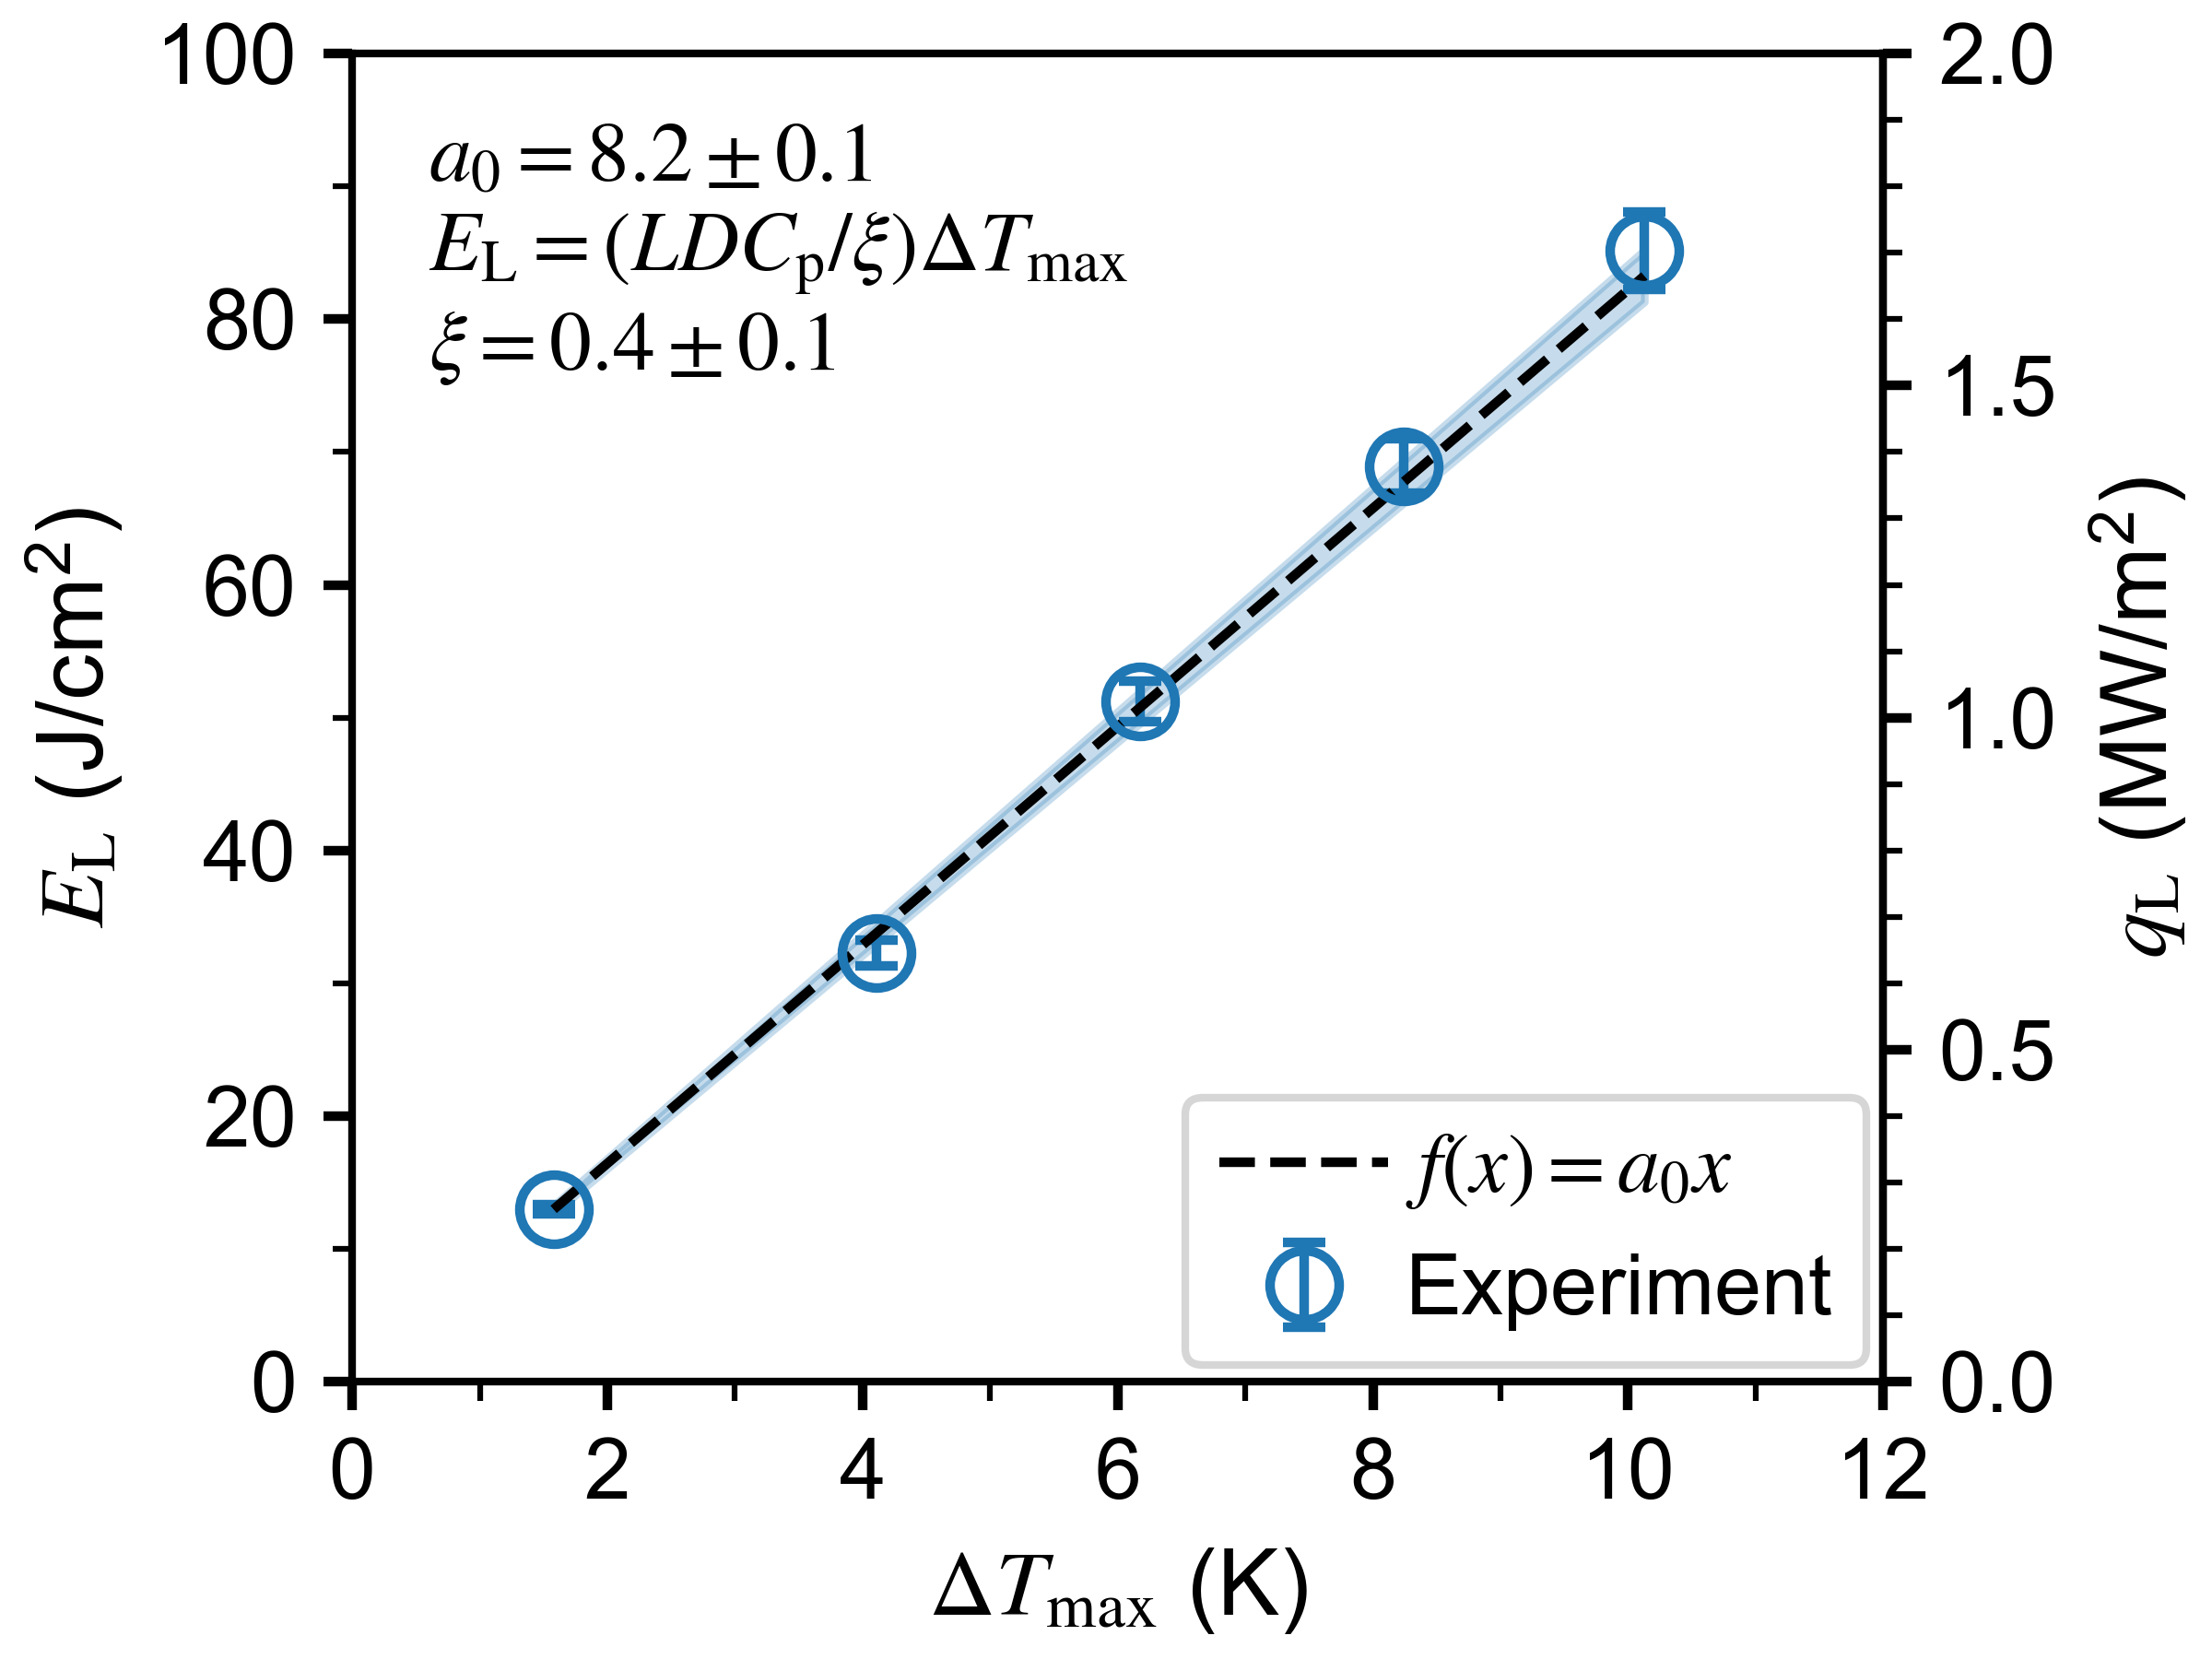 a₀ = 8.2 ± 0.1
E_L = (LDC_p/ξ)ΔT_max
ξ = 0.4 ± 0.1
100
80
60
40
20
0
E_L (J/cm²)
2.0
1.5
1.0
0.5
0.0
q_L (MW/m²)
f(x) = a₀x
Experiment
0 2 4 6 8 10 12
ΔT_max (K)